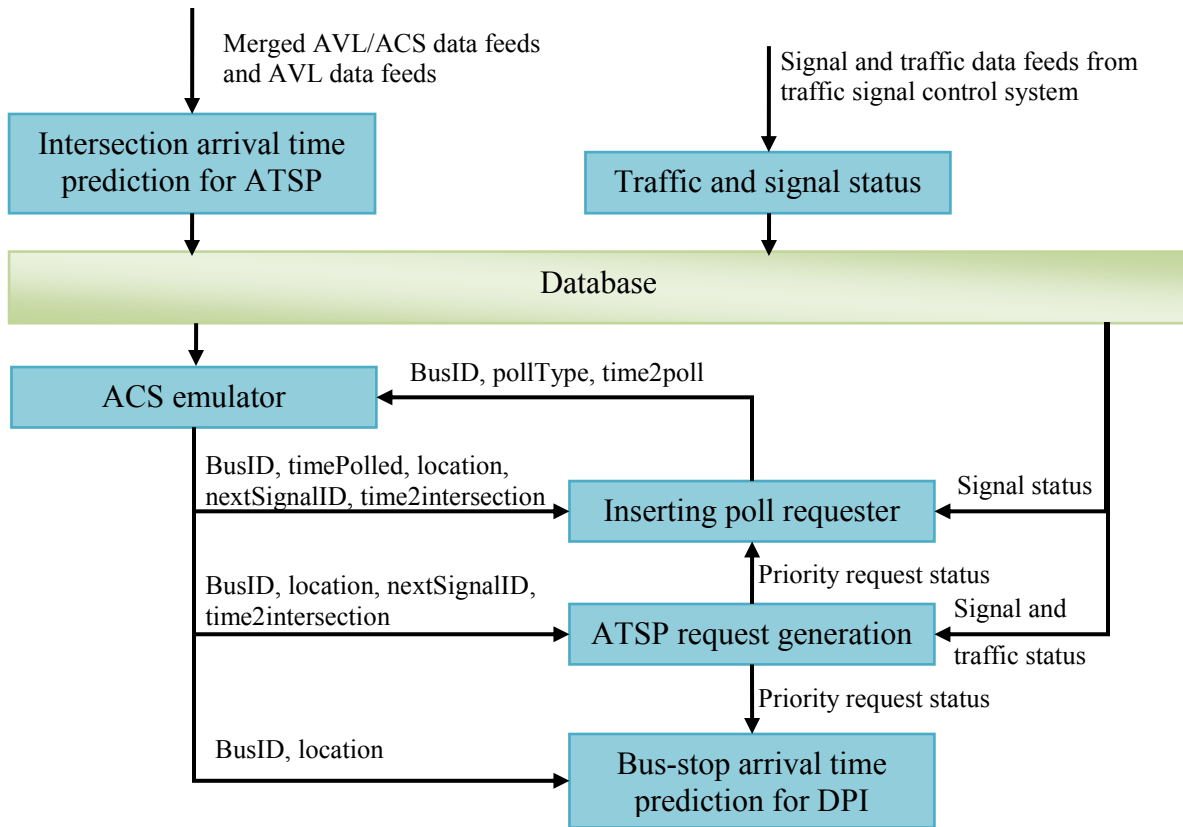 Merged AVL/ACS data feeds
and AVL data feeds
Signal and traffic data feeds from
traffic signal control system
Intersection arrival time
prediction for ATSP
Traffic and signal status
Database
ACS emulator
BusID, pollType, time2poll
BusID, timePolled, location,
nextSignalID, time2intersection
Inserting poll requester
Signal status
Priority request status
BusID, location, nextSignalID,
time2intersection
ATSP request generation
Signal and
traffic status
Priority request status
BusID, location
Bus-stop arrival time
prediction for DPI